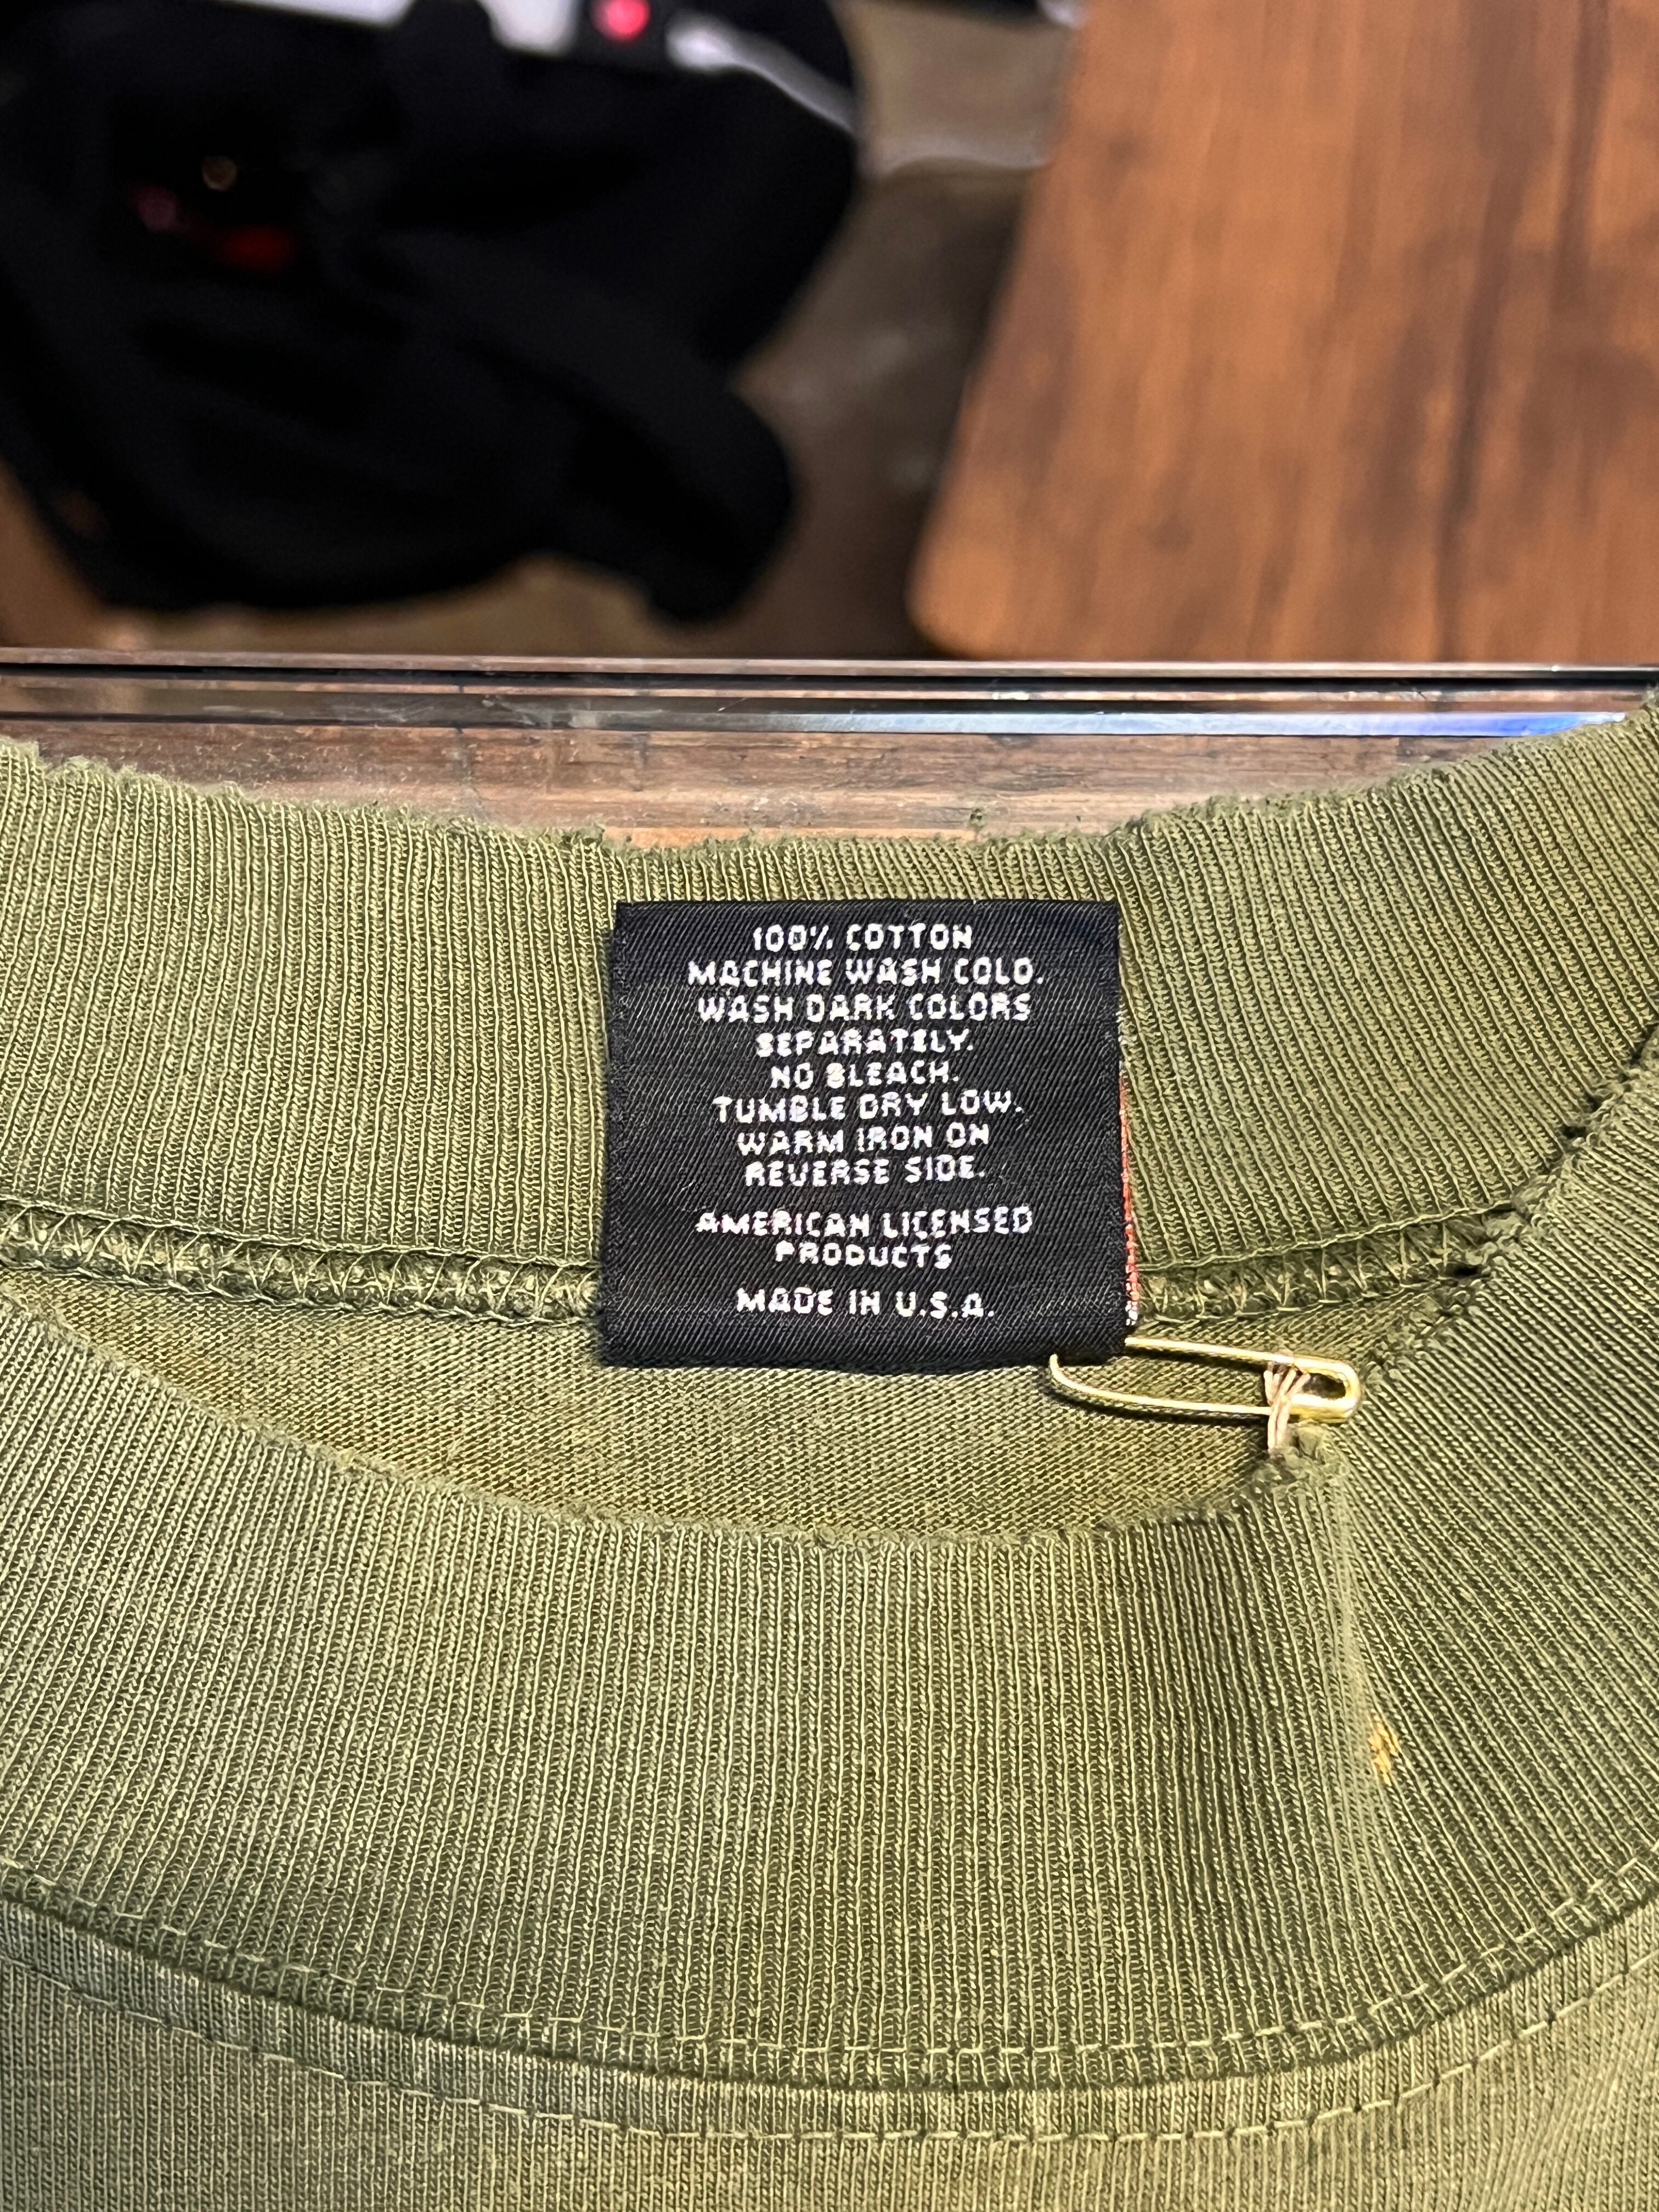 100% COTTON
MACHINE WASH COLD.
WASH DARK COLORS
SEPARATELY.
NO BLEACH.
TUMBLE DRY LOW.
WARM IRON ON
REVERSE SIDE.
AMERICAN LICENSED
PRODUCTS
MADE IN U.S.A.